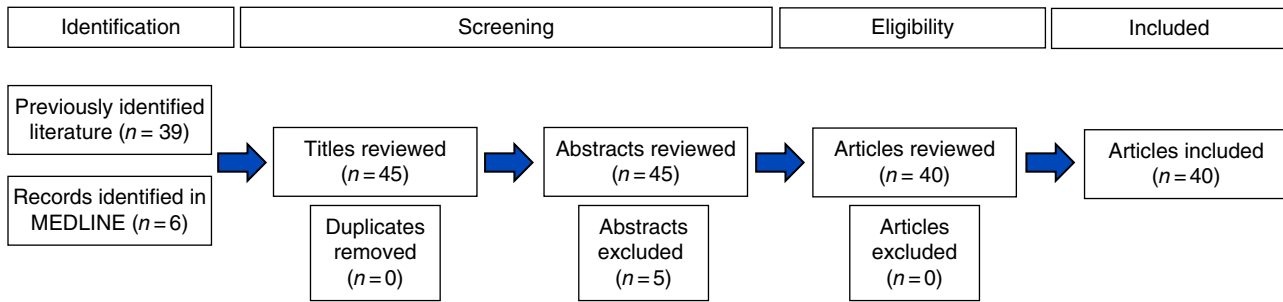 Identification
Screening
Eligibility
Included
Previously identified
literature (n = 39)
Records identified in
MEDLINE (n = 6)
Titles reviewed
(n = 45)
Duplicates
removed
(n = 0)
Abstracts reviewed
(n = 45)
Abstracts
excluded
(n = 5)
Articles reviewed
(n = 40)
Articles
excluded
(n = 0)
Articles included
(n = 40)